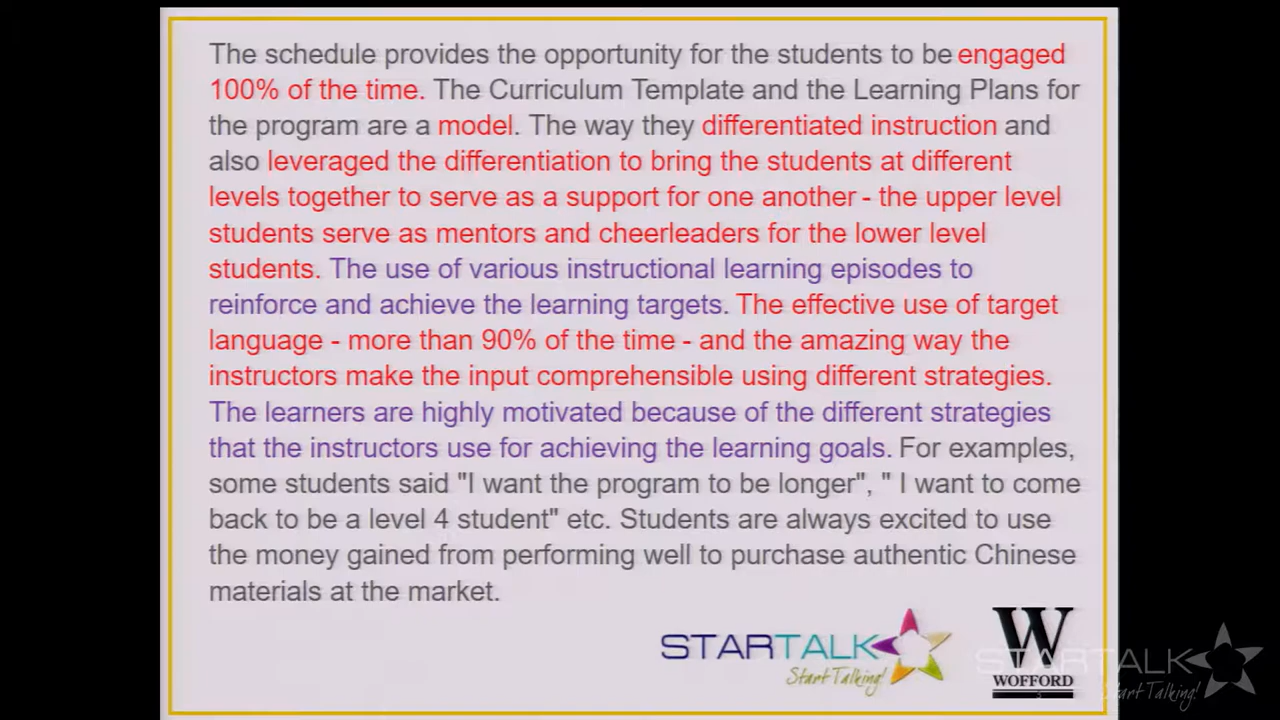 The schedule provides the opportunity for the students to be engaged
100% of the time. The Curriculum Template and the Learning Plans for
the program are a model. The way they differentiated instruction and
also leveraged the differentiation to bring the students at different
levels together to serve as a support for one another - the upper level
students serve as mentors and cheerleaders for the lower level
students. The use of various instructional learning episodes to
reinforce and achieve the learning targets. The effective use of target
language - more than 90% of the time - and the amazing way the
instructors make the input comprehensible using different strategies.
The learners are highly motivated because of the different strategies
that the instructors use for achieving the learning goals. For examples,
some students said "I want the program to be longer", " I want to come
back to be a level 4 student" etc. Students are always excited to use
the money gained from performing well to purchase authentic Chinese
materials at the market.
STARTALK
Start Talking!
W
WOFFORD
STARTALK
Start Talking!